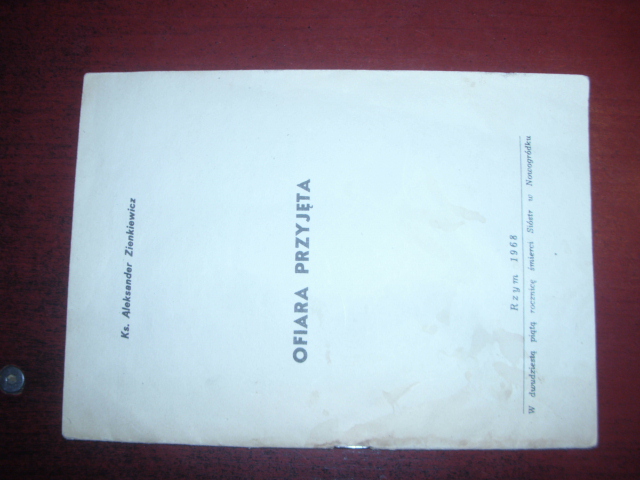 Ks. Aleksander Zienkiewicz
OFIARA PRZYJĘTA
Rzym 1968
W dwudziestą piątą rocznicę śmierci Sióstr w Nowogródku